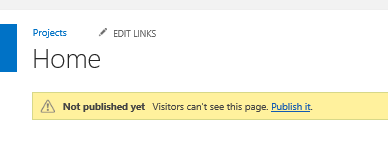 Projects EDIT LINKS
Home
Not published yet Visitors can't see this page. Publish it.